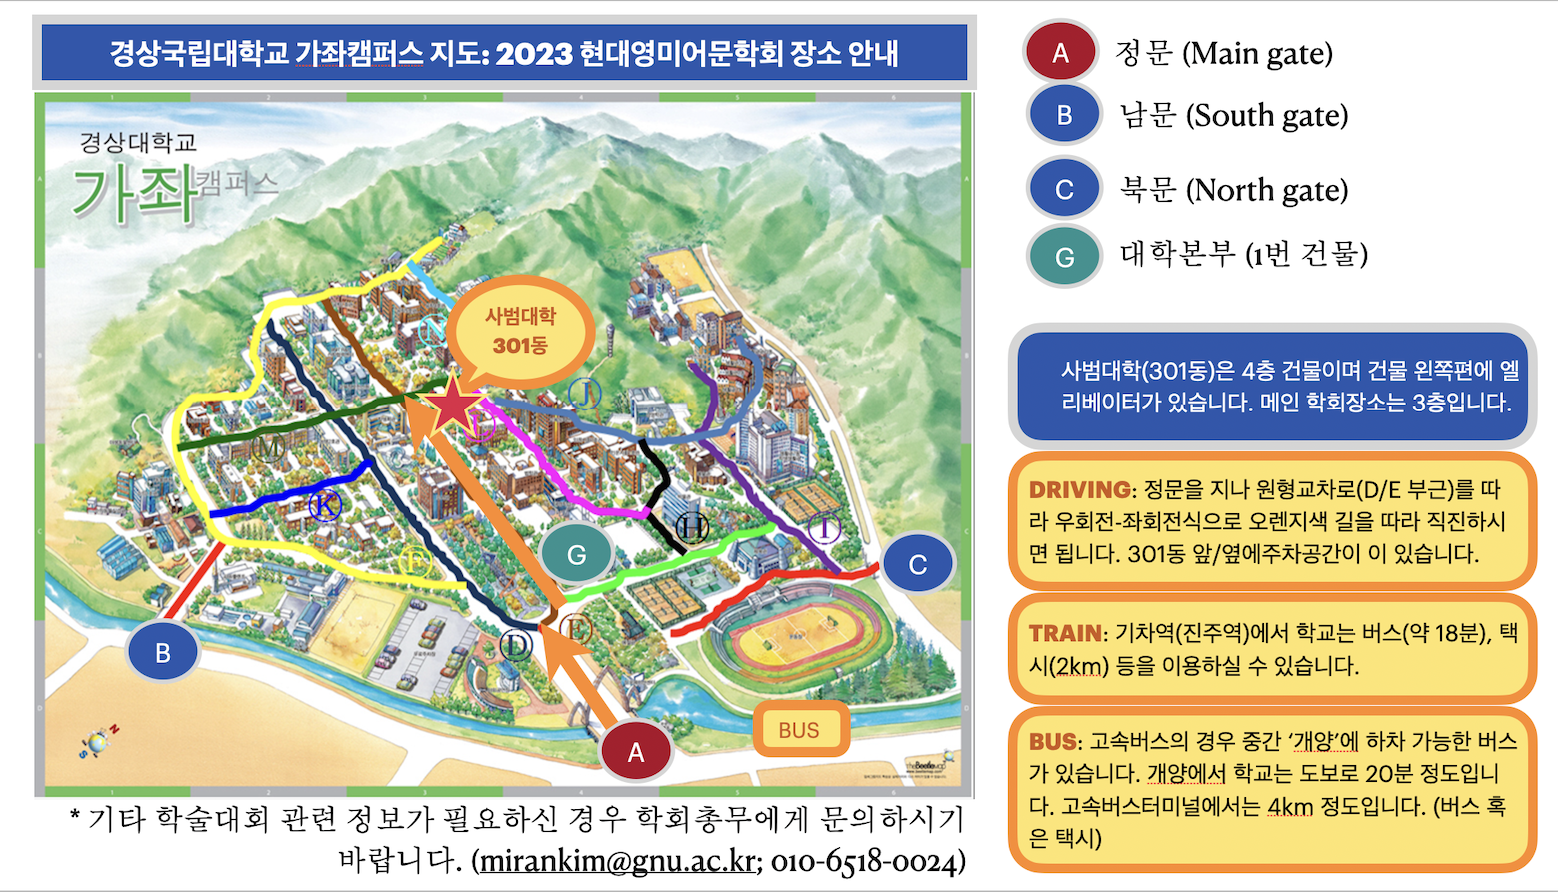 경상국립대학교 가좌캠퍼스 지도: 2023 현대영미어문학회 장소 안내
경상대학교
가좌캠퍼스
사범대학
301동
N
J
L
M
K
H
I
G
F
C
E
D
B
A
BUS
N
S
theBeetlemap
* 기타 학술대회 관련 정보가 필요하신 경우 학회총무에게 문의하시기
바랍니다. (mirankim@gnu.ac.kr; 010-6518-0024)
A 정문 (Main gate)
B 남문 (South gate)
C 북문 (North gate)
G 대학본부 (1번 건물)
사범대학(301동)은 4층 건물이며 건물 왼쪽편에 엘
리베이터가 있습니다. 메인 학회장소는 3층입니다.
DRIVING: 정문을 지나 원형교차로(D/E 부근)를 따
라 우회전-좌회전식으로 오렌지색 길을 따라 직진하시
면 됩니다. 301동 앞/옆에주차공간이 이 있습니다.
TRAIN: 기차역(진주역)에서 학교는 버스(약 18분), 택
시(2km) 등을 이용하실 수 있습니다.
BUS: 고속버스의 경우 중간 ‘개양’에 하차 가능한 버스
가 있습니다. 개양에서 학교는 도보로 20분 정도입니
다. 고속버스터미널에서는 4km 정도입니다. (버스 혹
은 택시)